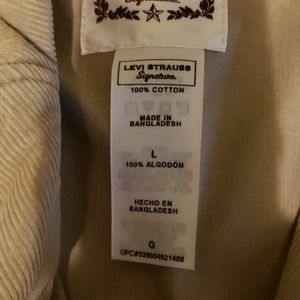 LEVI STRAUSS
Signature
100% COTTON
MADE IN
BANGLADESH
L
100% ALGODÓN
HECHO EN
BANGLADESH
G